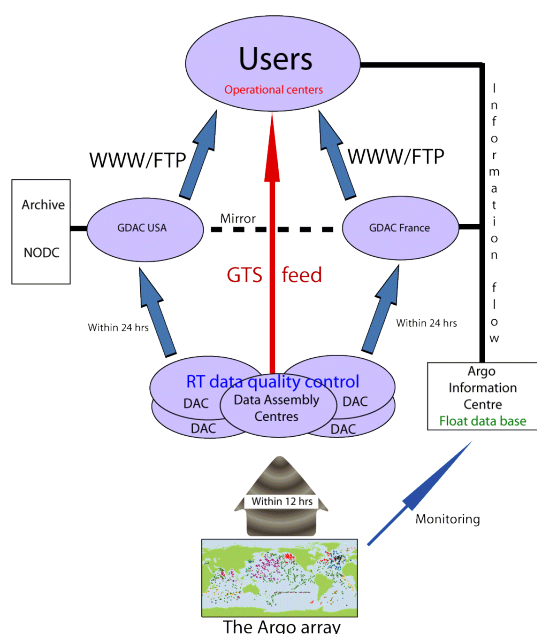 Users
Operational centers
WWW/FTP
WWW/FTP
Archive
NODC
GDAC USA
Mirror
GDAC France
Information flow
GTS feed
Within 24 hrs
Within 24 hrs
RT data quality control
DAC
Data Assembly
Centres
DAC
DAC
DAC
Argo
Information
Centre
Float data base
Within 12 hrs
Monitoring
The Argo array